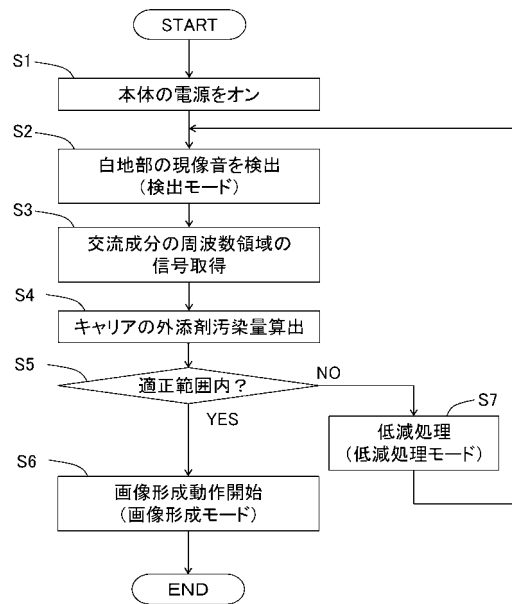 START
S1
本体の電源をオン
S2
白地部の現像音を検出
(検出モード)
S3
交流成分の周波数領域の
信号取得
S4
キャリアの外添剤汚染量算出
S5
適正範囲内?
NO
YES
S7
低減処理
(低減処理モード)
S6
画像形成動作開始
(画像形成モード)
END